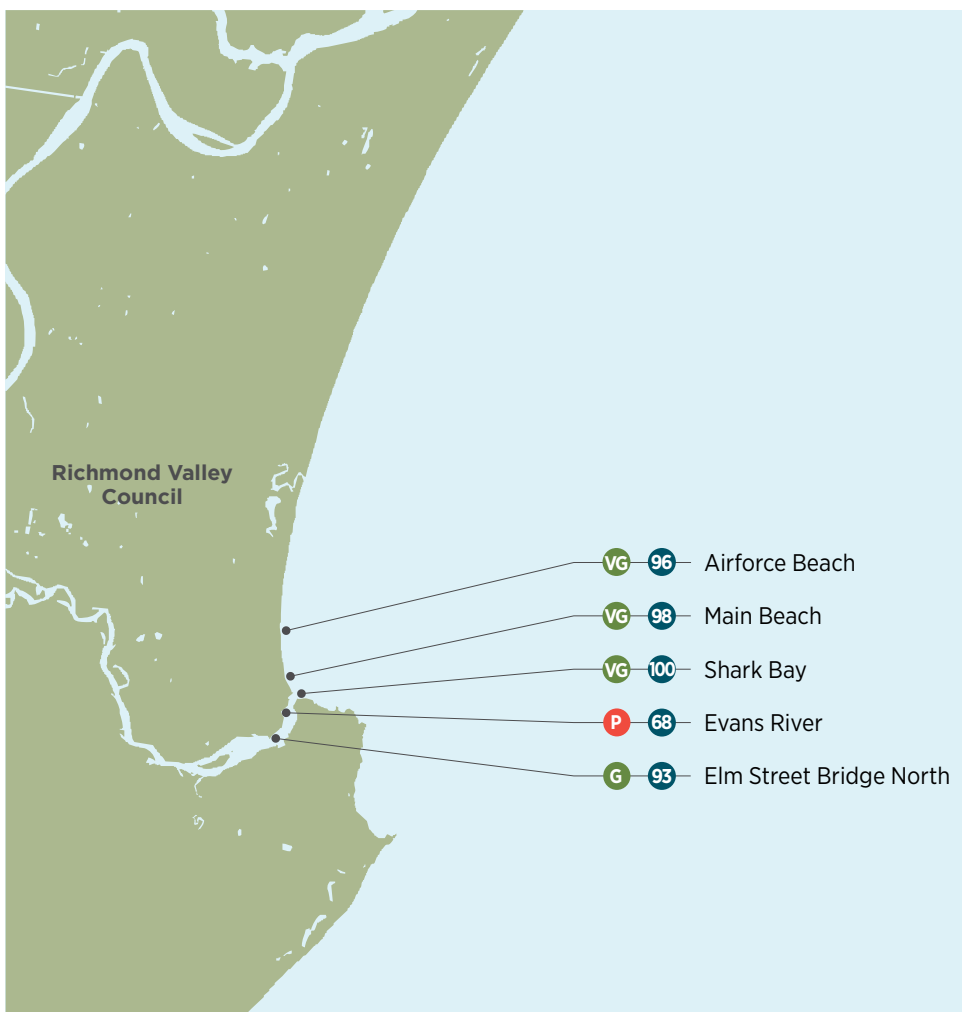 Richmond Valley
Council
VG 96 Airforce Beach
VG 98 Main Beach
VG 100 Shark Bay
P 68 Evans River
G 93 Elm Street Bridge North